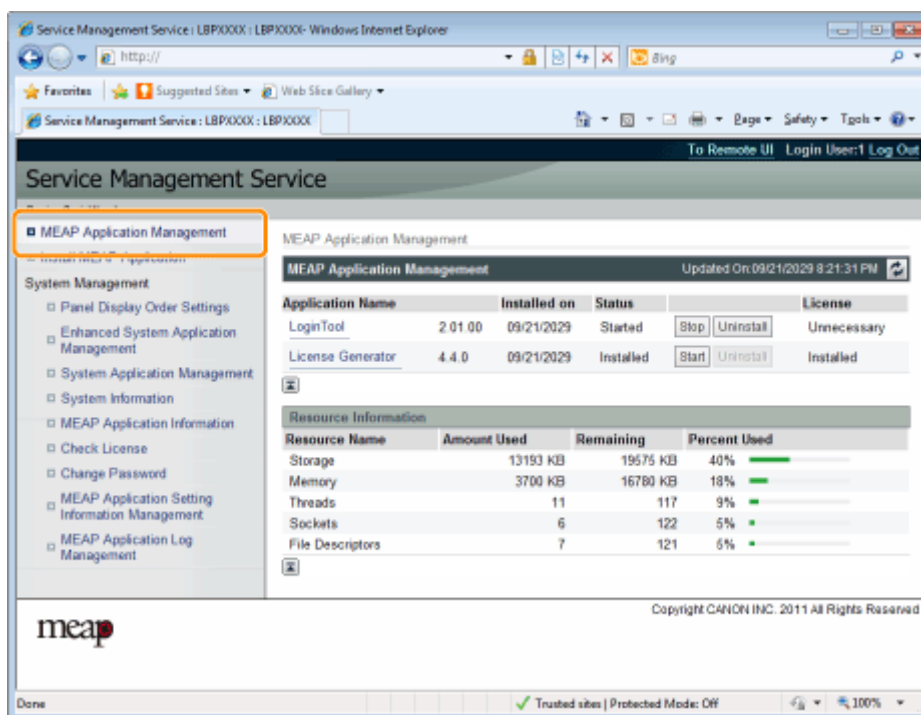 Service Management Service : LBPXXXX : LBPXXXX- Windows Internet Explorer
http://
Bing
Favorites Suggested Sites Web Slice Gallery
Service Management Service : LBPXXXX : LBPXXXX
Page Safety Tools
To Remote UI Login User:1 Log Out
Service Management Service
MEAP Application Management
Install MEAP Application
System Management
Panel Display Order Settings
Enhanced System Application
Management
System Application Management
System Information
MEAP Application Information
Check License
Change Password
MEAP Application Setting
Information Management
MEAP Application Log
Management
MEAP Application Management
MEAP Application Management Updated On:09/21/2029 8:21:31 PM
Application Name Installed on Status License
LoginTool 2.01.00 09/21/2029 Started Stop Uninstall Unnecessary
License Generator 4.4.0 09/21/2029 Installed Start Uninstall Installed
Resource Information
Resource Name Amount Used Remaining Percent Used
Storage 13193 KB 19575 KB 40%
Memory 3700 KB 16780 KB 18%
Threads 11 117 9%
Sockets 6 122 5%
File Descriptors 7 121 6%
Copyright CANON INC. 2011 All Rights Reserved
meap
Done Trusted sites | Protected Mode: Off 100%